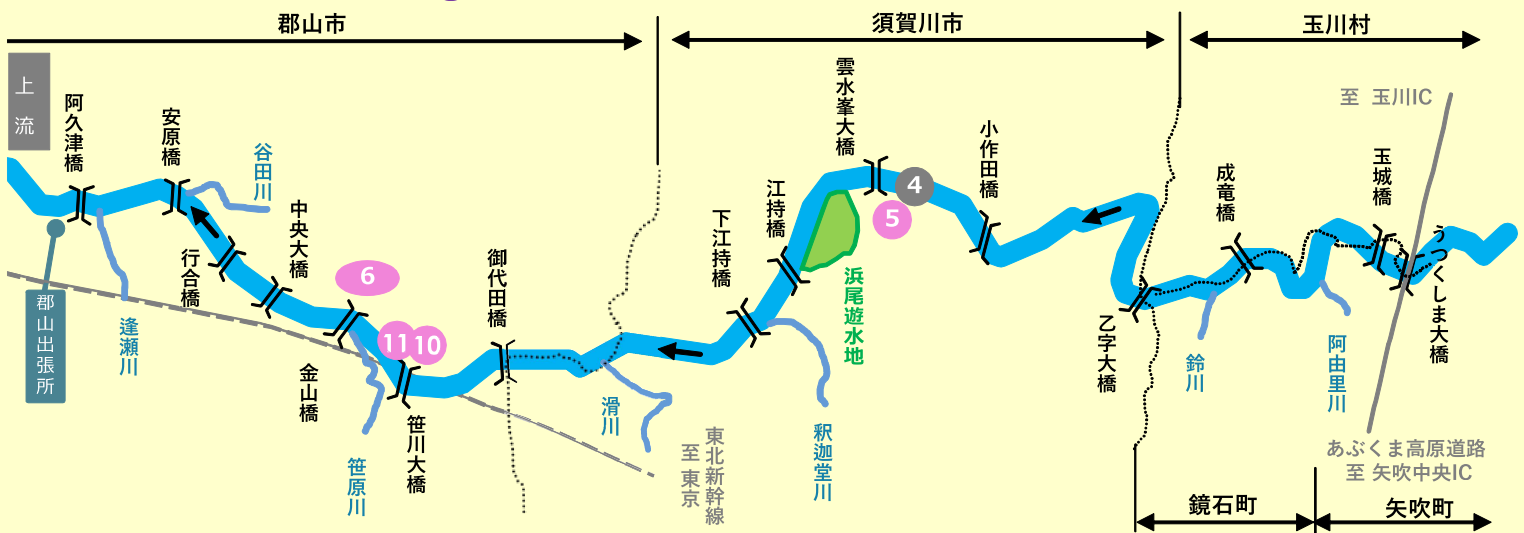 郡山市
須賀川市
玉川村
上流
阿久津橋
安原橋
谷田川
中央大橋
行合橋
6
御代田橋
11
10
郡山出張所
逢瀬川
金山橋
笹原川
笹川大橋
滑川
東北新幹線
至 東京
下江持橋
江持橋
雲水峯大橋
4
5
小作田橋
浜尾遊水地
釈迦堂川
乙字大橋
成竜橋
鈴川
玉城橋
阿由里川
うつくしま大橋
至 玉川IC
あぶくま高原道路
至 矢吹中央IC
鏡石町
矢吹町